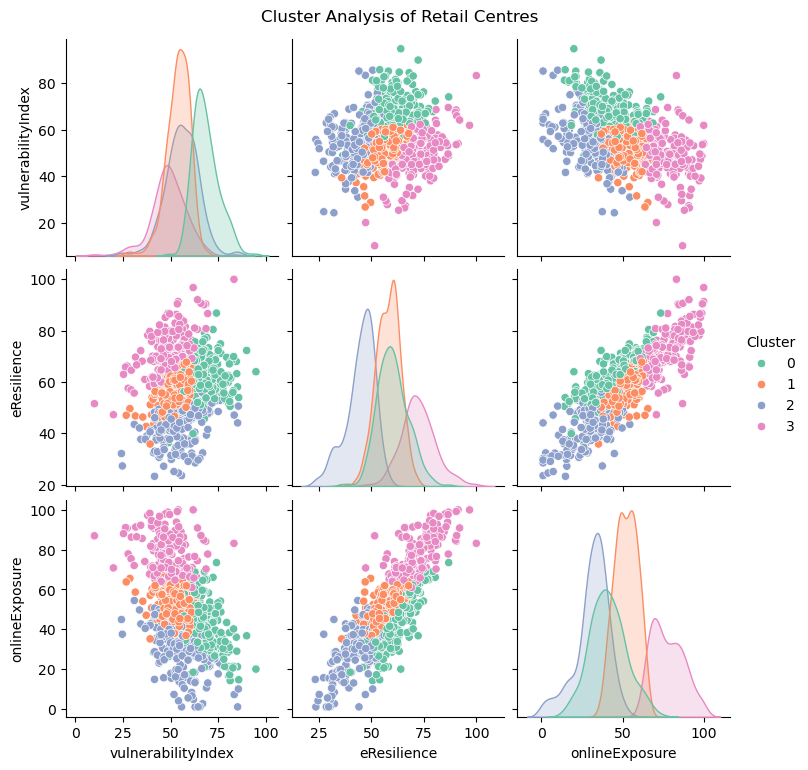 Cluster Analysis of Retail Centres
vulnerabilityIndex
80
60
40
20
eResilience
100
80
60
40
20
Cluster
0
1
2
3
onlineExposure
100
80
60
40
20
0
0 25 50 75 100
25 50 75 100
0 50 100
vulnerabilityIndex
eResilience
onlineExposure